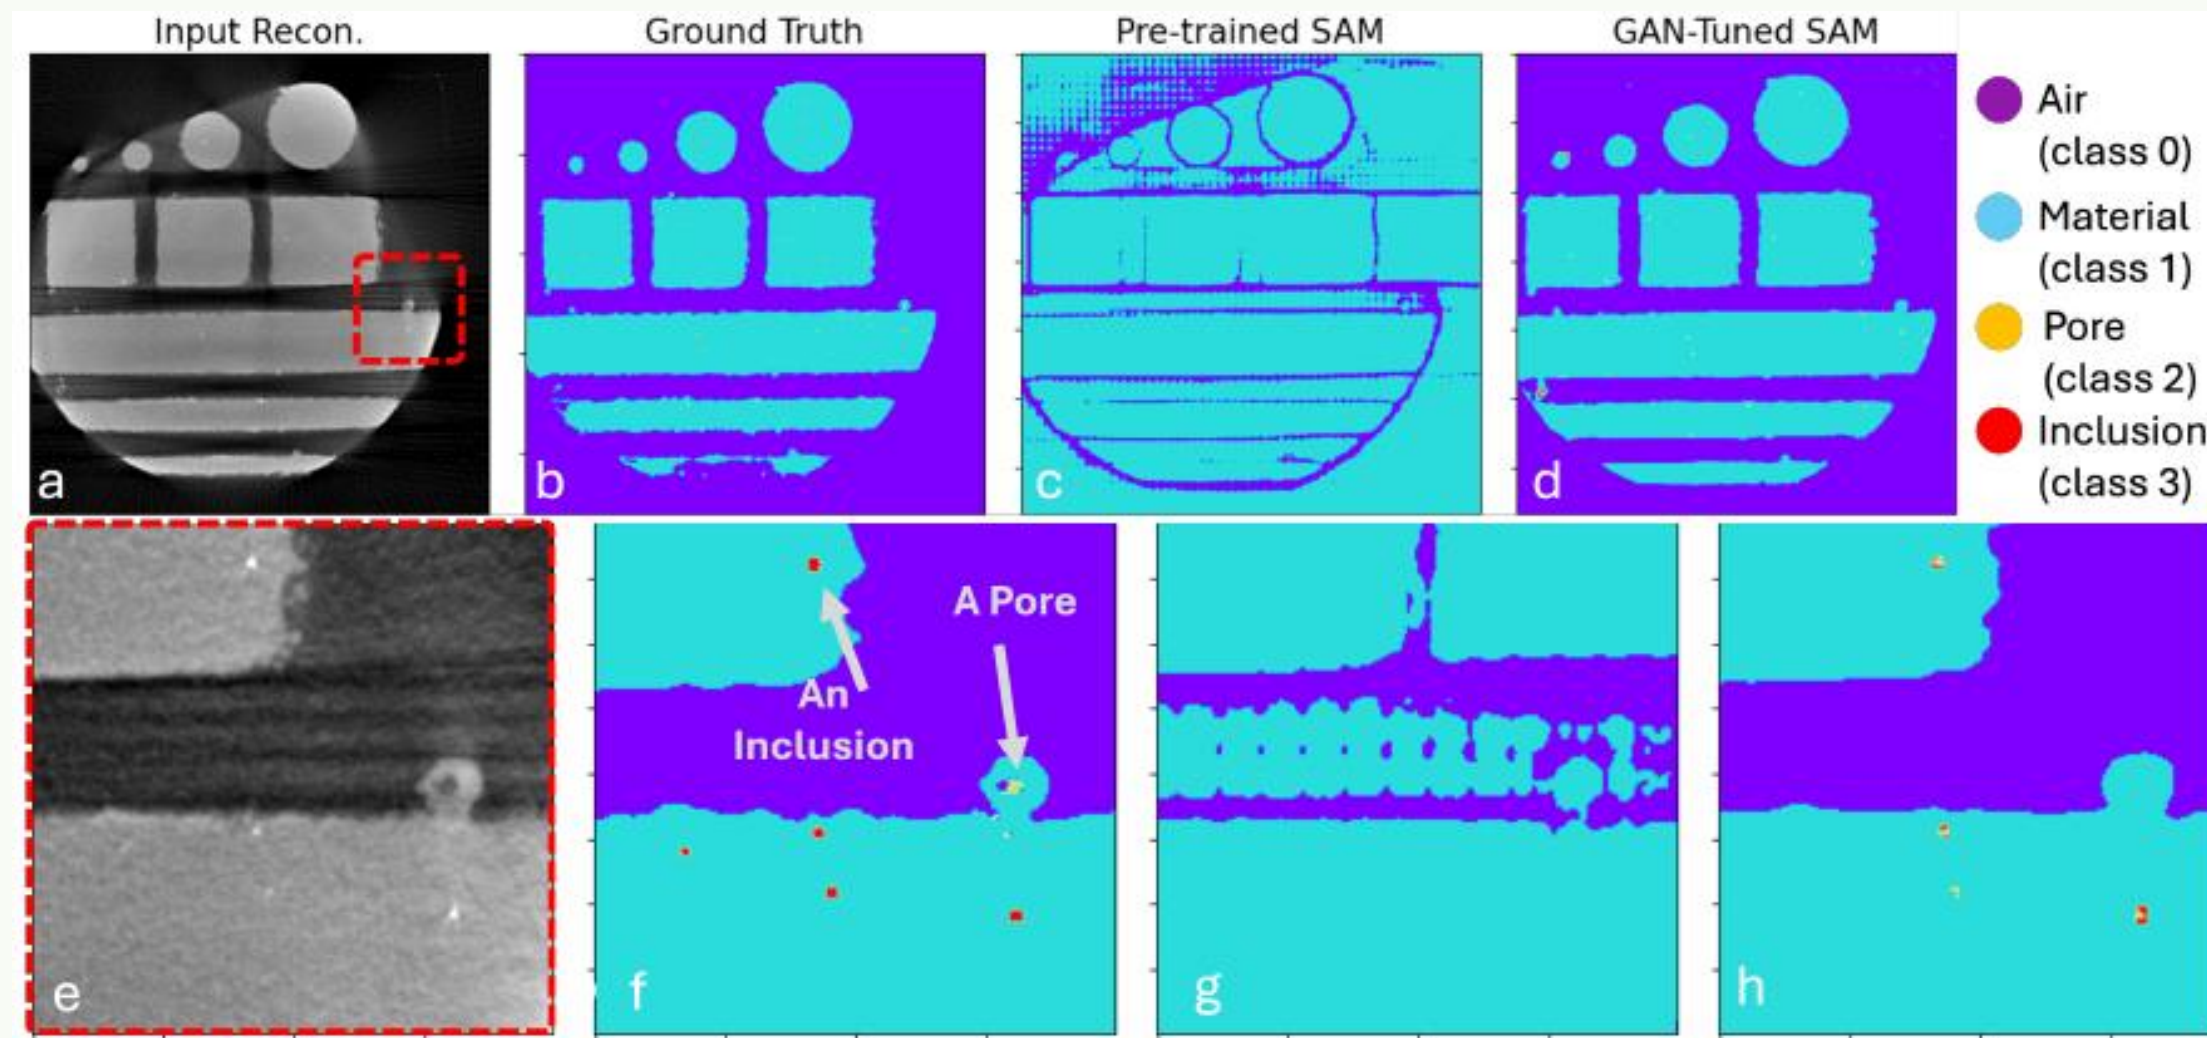 Input Recon.
Ground Truth
Pre-trained SAM
GAN-Tuned SAM
Air
(class 0)
Material
(class 1)
Pore
(class 2)
Inclusion
(class 3)
a
b
c
d
A Pore
An
Inclusion
e
f
g
h